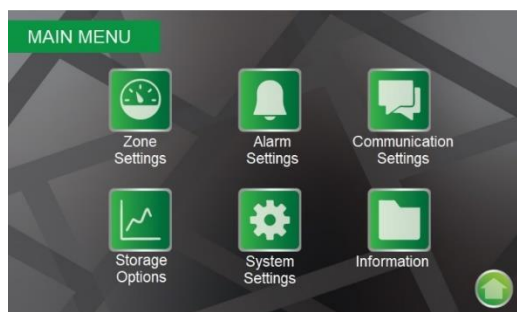 MAIN MENU
Zone
Settings
Alarm
Settings
Communication
Settings
Storage
Options
System
Settings
Information